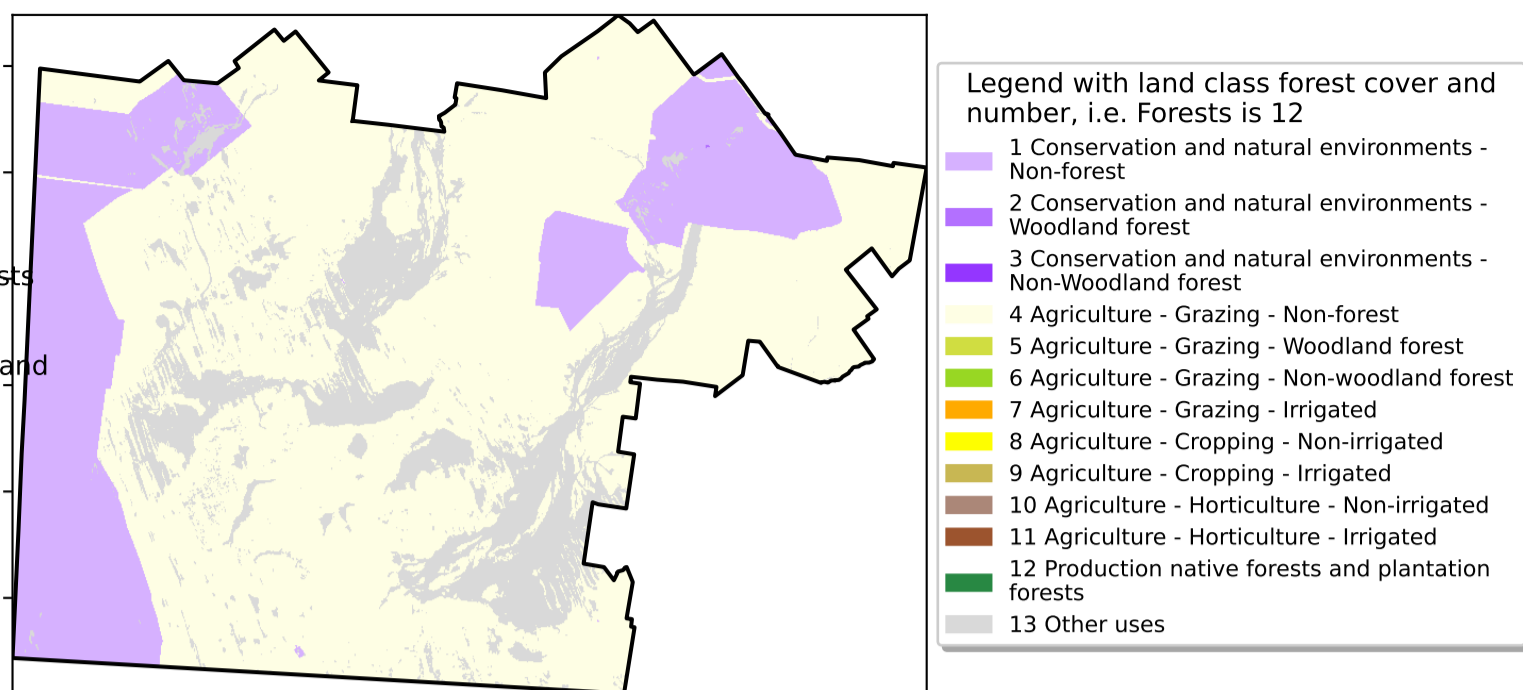 Legend with land class forest cover and
number, i.e. Forests is 12
1 Conservation and natural environments -
Non-forest
2 Conservation and natural environments -
Woodland forest
3 Conservation and natural environments -
Non-Woodland forest
4 Agriculture - Grazing - Non-forest
5 Agriculture - Grazing - Woodland forest
6 Agriculture - Grazing - Non-woodland forest
7 Agriculture - Grazing - Irrigated
8 Agriculture - Cropping - Non-irrigated
9 Agriculture - Cropping - Irrigated
10 Agriculture - Horticulture - Non-irrigated
11 Agriculture - Horticulture - Irrigated
12 Production native forests and plantation
forests
13 Other uses
sts
and